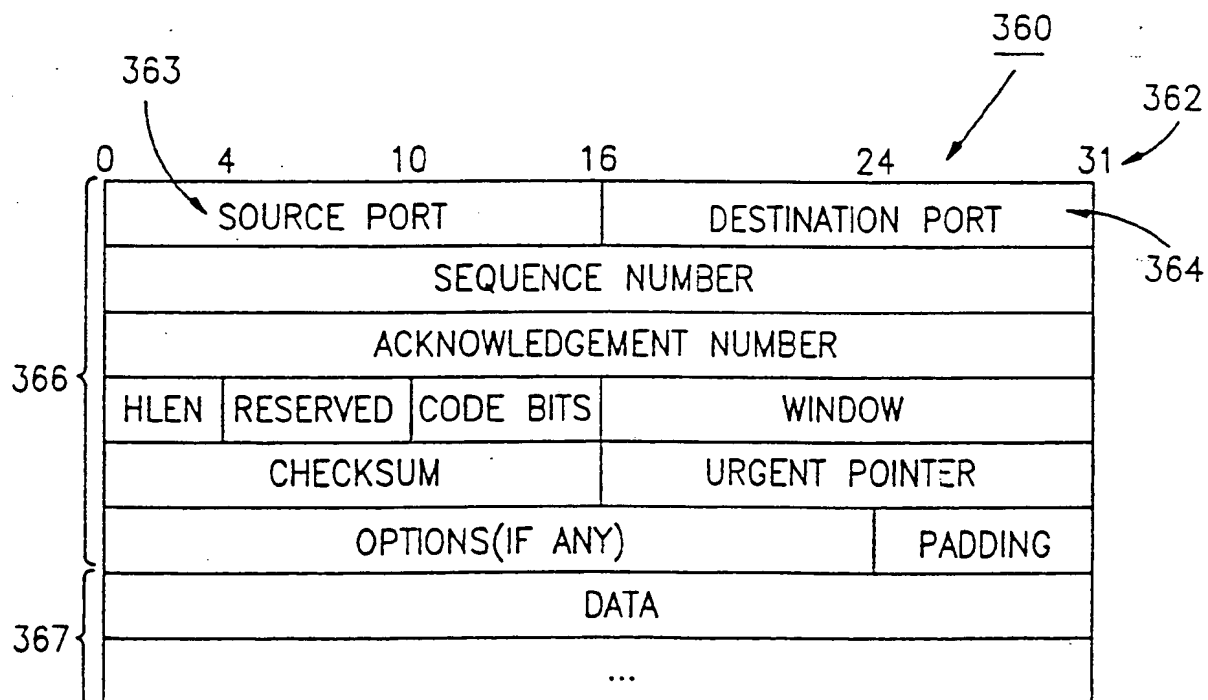 360
363
362
0 4 10 16 24 31
SOURCE PORT DESTINATION PORT
364
SEQUENCE NUMBER
ACKNOWLEDGEMENT NUMBER
366
HLEN RESERVED CODE BITS WINDOW
CHECKSUM URGENT POINTER
OPTIONS(IF ANY) PADDING
DATA
367
...